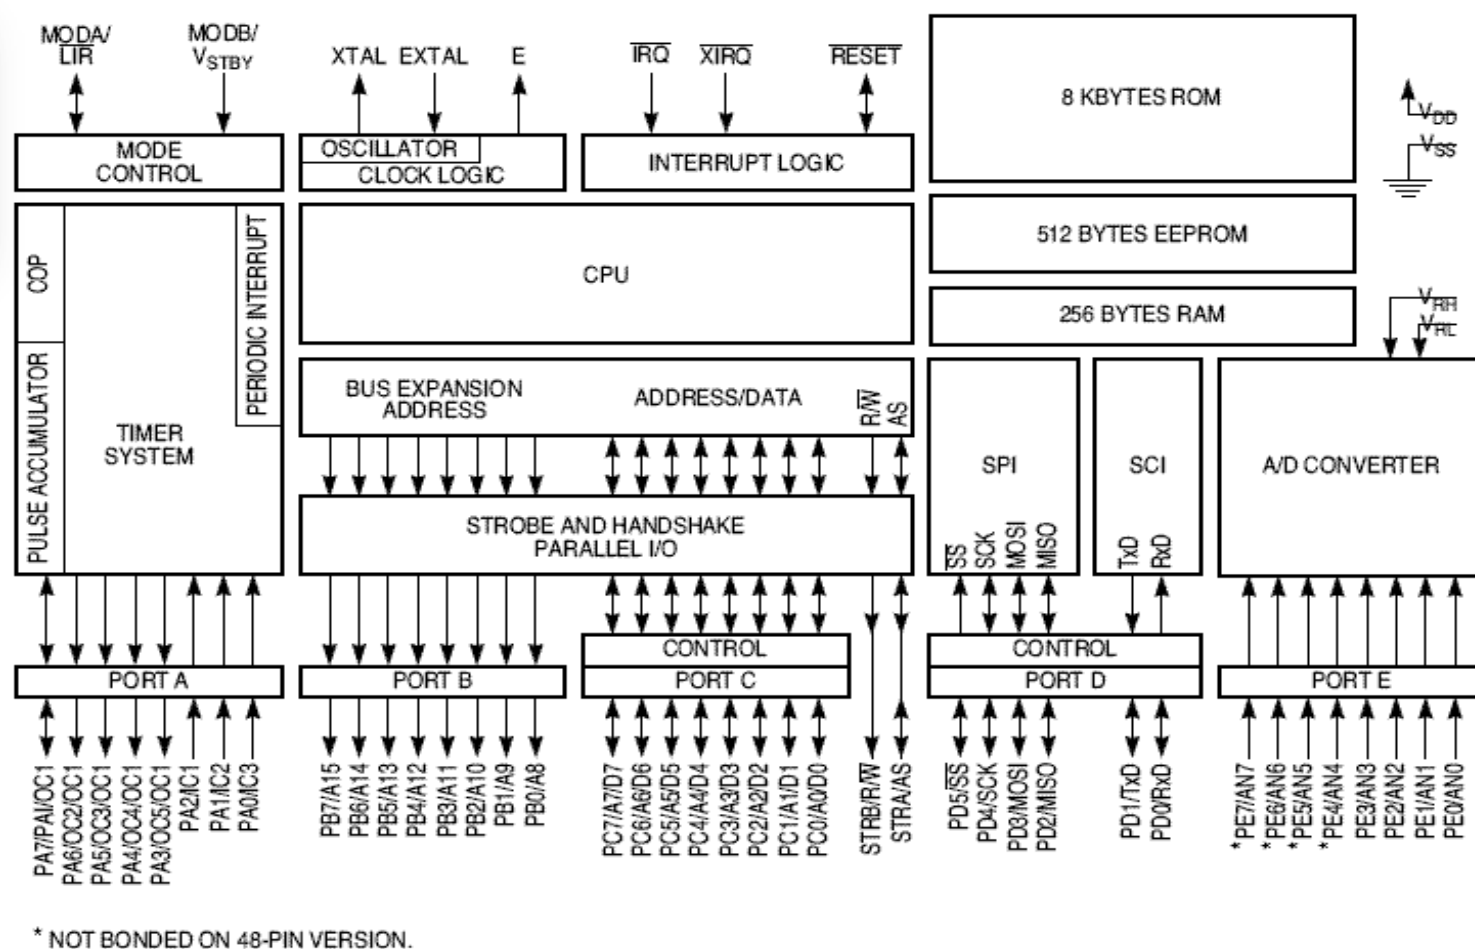 MODA/
LIR
MODB/
VSTBY
XTAL
EXTAL
E
IRQ
XIRQ
RESET
8 KBYTES ROM
VDD
VSS
MODE
CONTROL
OSCILLATOR
CLOCK LOGIC
INTERRUPT LOGIC
COP
PERIODIC INTERRUPT
CPU
512 BYTES EEPROM
256 BYTES RAM
VRH
VRL
PULSE ACCUMULATOR
TIMER
SYSTEM
BUS EXPANSION
ADDRESS
ADDRESS/DATA
R/W
AS
STROBE AND HANDSHAKE
PARALLEL I/O
SPI
SS
SCK
MOSI
MISO
SCI
TxD
RxD
A/D CONVERTER
CONTROL
CONTROL
PORT A
PORT B
PORT C
PORT D
PORT E
PA7/PAI/OC1
PA6/OC2/OC1
PA5/OC3/OC1
PA4/OC4/OC1
PA3/OC5/OC1
PA2/IC1
PA1/IC2
PA0/IC3
PB7/A15
PB6/A14
PB5/A13
PB4/A12
PB3/A11
PB2/A10
PB1/A9
PB0/A8
PC7/A7/D7
PC6/A6/D6
PC5/A5/D5
PC4/A4/D4
PC3/A3/D3
PC2/A2/D2
PC1/A1/D1
PC0/A0/D0
STRB/R/W
STRA/AS
PD5/SS
PD4/SCK
PD3/MOSI
PD2/MISO
PD1/TxD
PD0/RxD
*PE7/AN7
*PE6/AN6
*PE5/AN5
*PE4/AN4
PE3/AN3
PE2/AN2
PE1/AN1
PE0/AN0
* NOT BONDED ON 48-PIN VERSION.